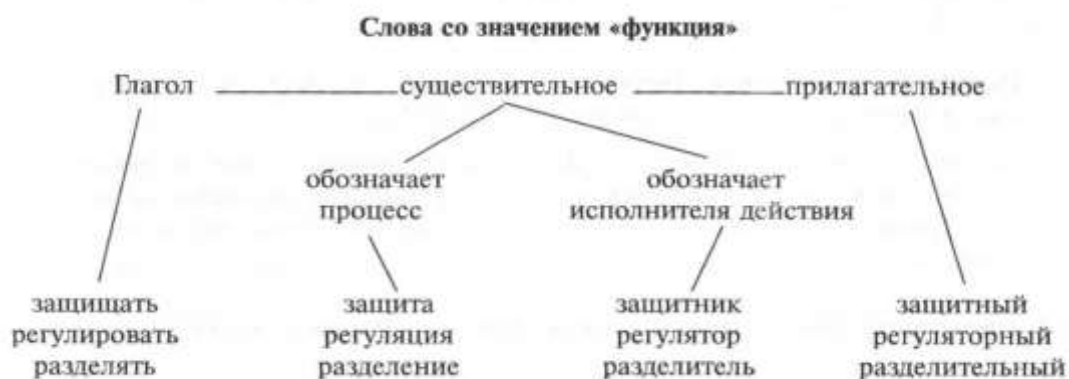 Слова со значением «функция»
Глагол существительное прилагательное
обозначает обозначает
процесс исполнителя действия
защищать защита защитник защитный
регулировать регуляция регулятор регуляторный
разделять разделение разделитель разделительный